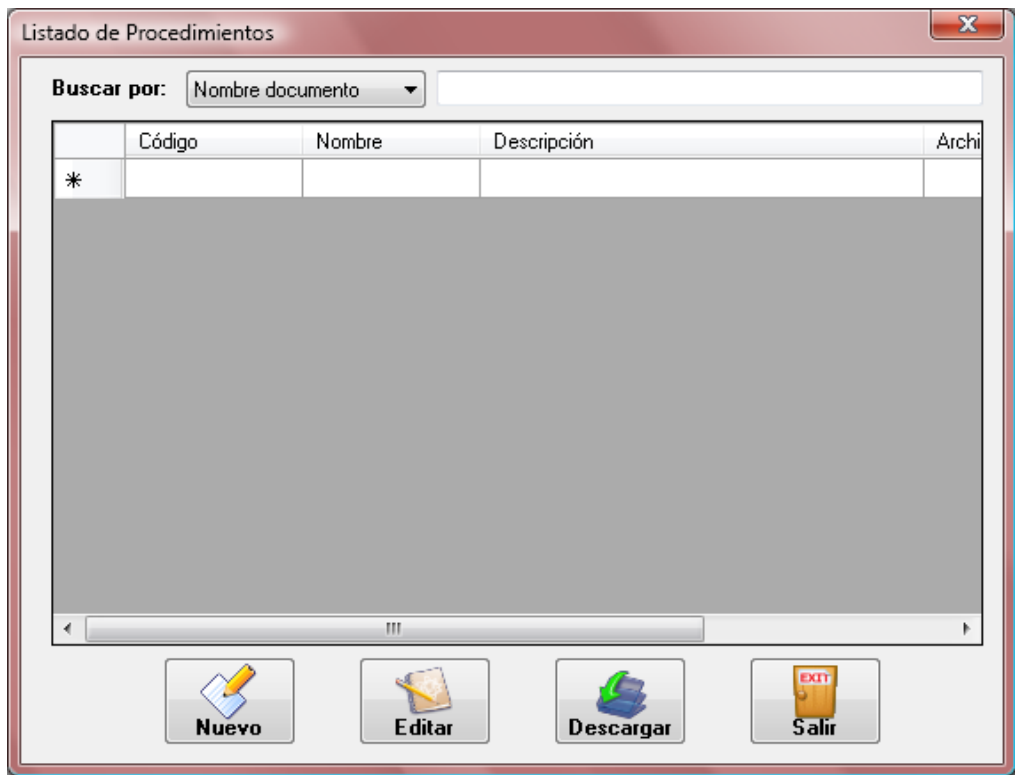 Listado de Procedimientos
Buscar por: Nombre documento
Código Nombre Descripción Archi
Nuevo Editar Descargar EXIT Salir